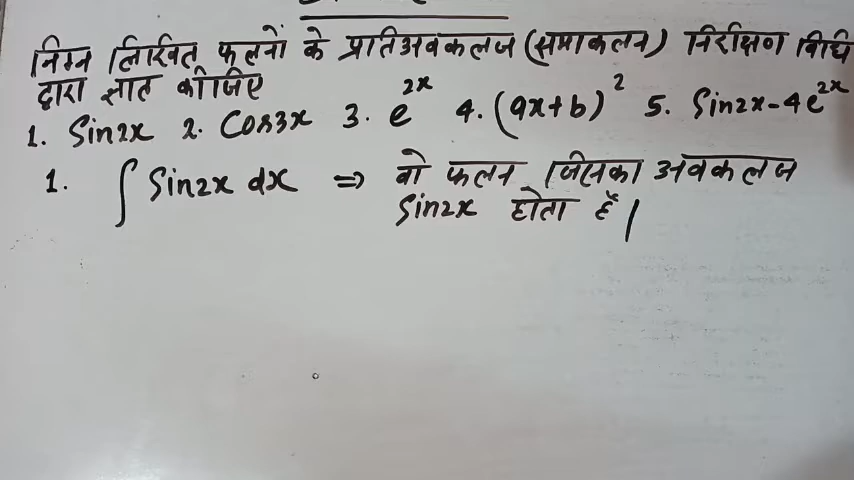 निम्न लिखित फलनों के प्रतिअवकलज (समाकलन) निरीक्षण विधि
द्वारा ज्ञात कीजिए
1. Sin2x 2. Cos3x 3. e^2x 4. (ax+b)^2 5. Sin2x-4e^2x
1. ∫ Sin2x dx ⇒ वो फलन जिसका अवकलज
Sin2x होता है|